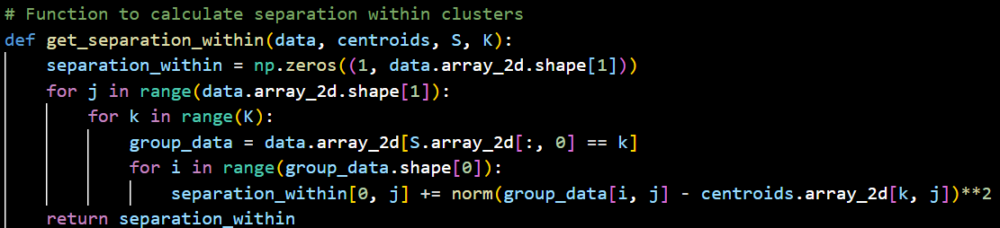 # Function to calculate separation within clusters
def get_separation_within(data, centroids, S, K):
    separation_within = np.zeros((1, data.array_2d.shape[1]))
    for j in range(data.array_2d.shape[1]):
        for k in range(K):
            group_data = data.array_2d[S.array_2d[:, 0] == k]
            for i in range(group_data.shape[0]):
                separation_within[0, j] += norm(group_data[i, j] - centroids.array_2d[k, j])**2
    return separation_within